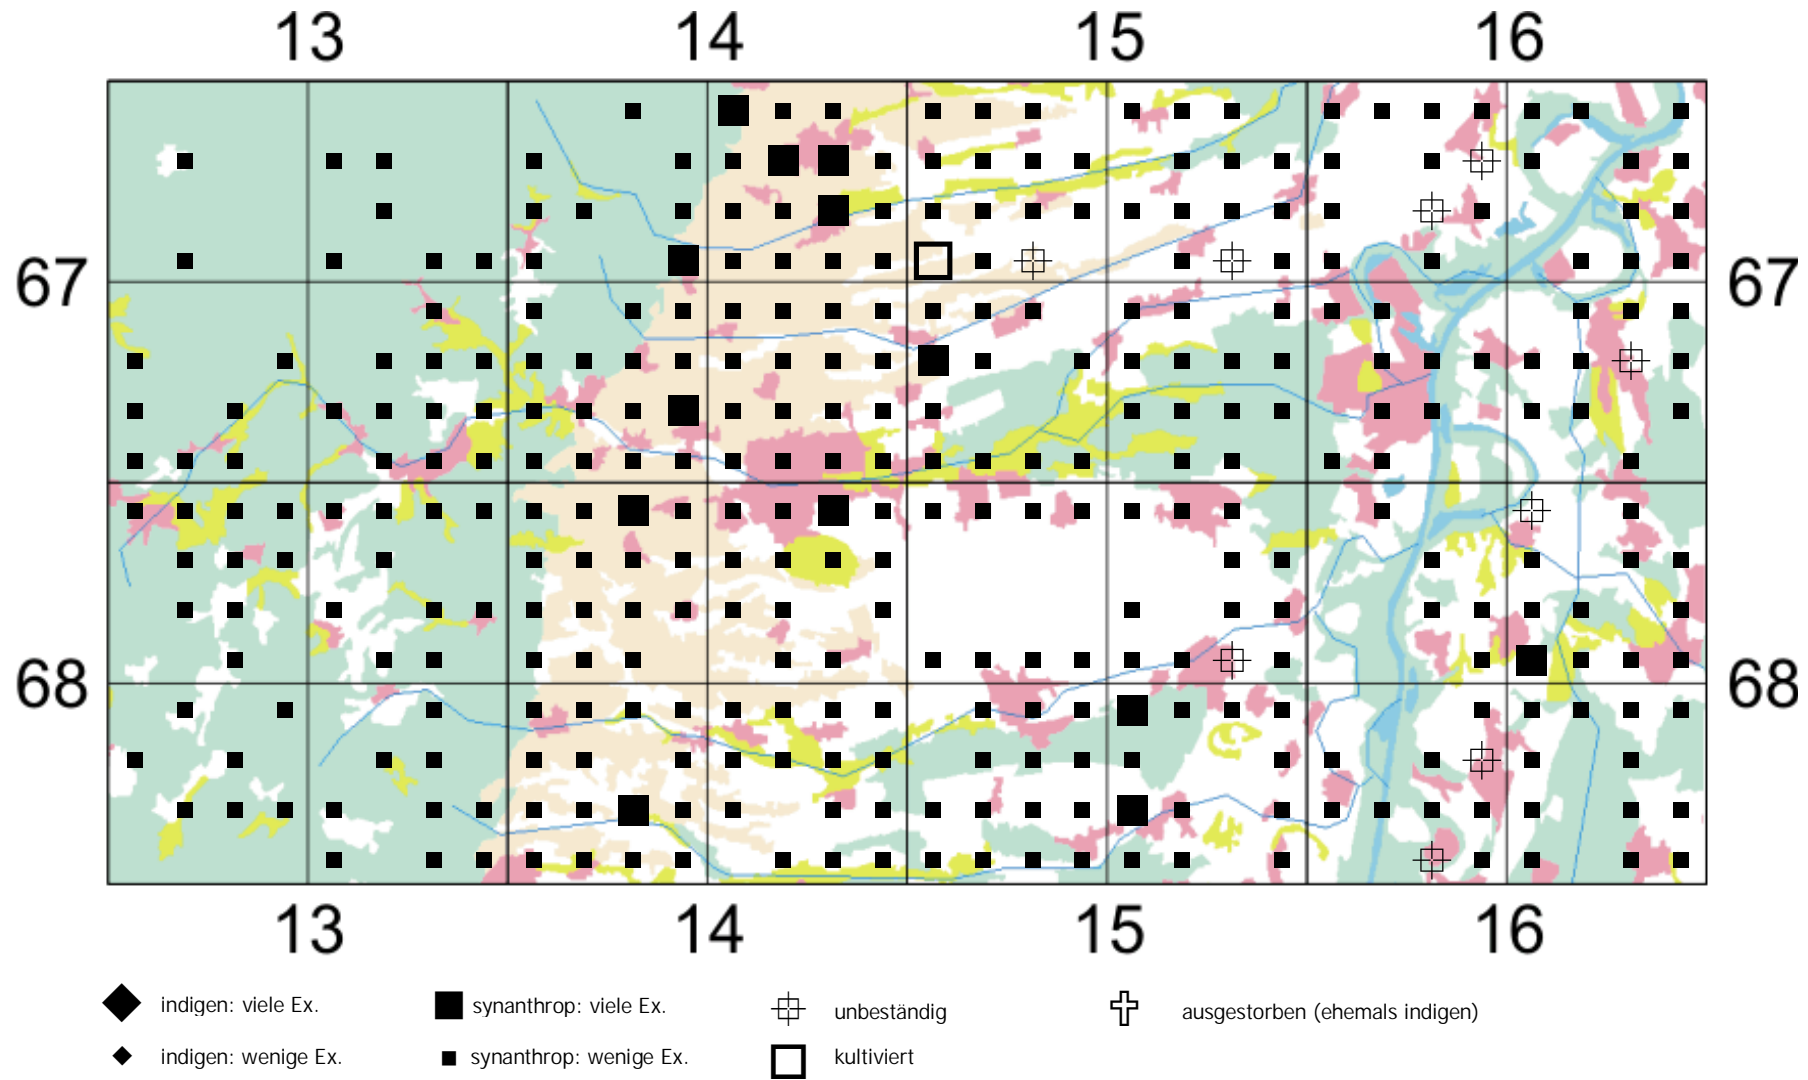 13 14 15 16
67 67
68 68
13 14 15 16
indigen: viele Ex. synanthrop: viele Ex. unbeständig ausgestorben (ehemals indigen)
indigen: wenige Ex. synanthrop: wenige Ex. kultiviert